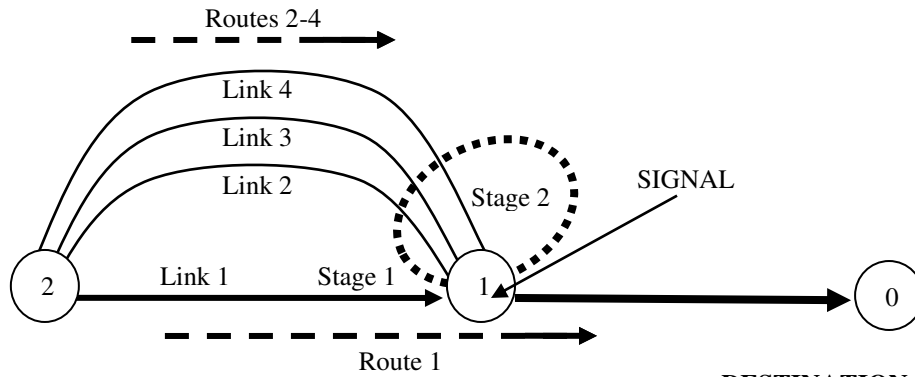 Routes 2-4
Link 4
Link 3
Link 2
Stage 2
SIGNAL
Link 1
Stage 1
2
1
0
Route 1
DESTINATION